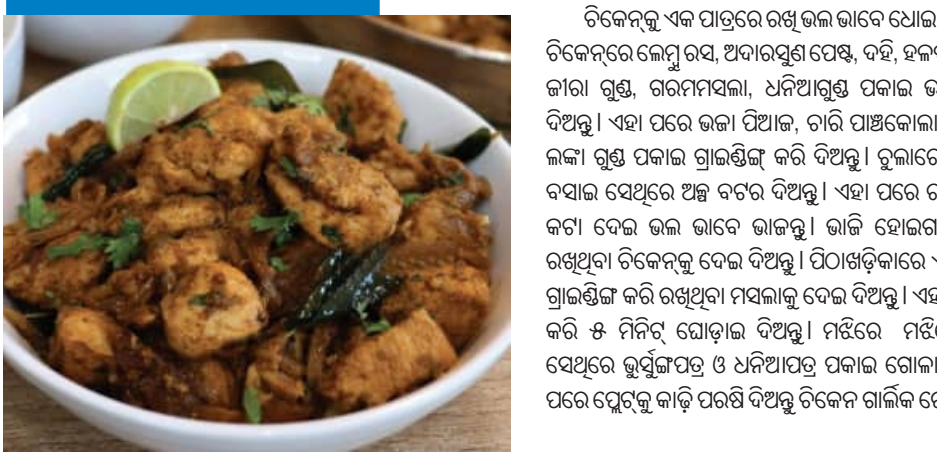 ଚିକେନ୍‌କୁ ଏକ ପାତ୍ରରେ ରଖି ଭଲ ଭାବେ ଧୋଇ
ଚିକେନ୍‌ରେ ଲେମ୍ବୁ ରସ, ଅଦାରସୁଣ ପେଷ୍ଟ, ଦହି,
ଜୀରା ଗୁଣ୍ଡ, ଗରମମସଲା, ଧନିଆଗୁଣ୍ଡ ପକାଇ
ଦିଅନ୍ତୁ। ଏହା ପରେ ଭଜା ପିଆଜ, ଚାରି ପାଞ୍ଚକୋଲା
ଲଙ୍କା ଗୁଣ୍ଡ ପକାଇ ଗ୍ରାଇଣ୍ଡିଙ୍ଗ୍ କରି ଦିଅନ୍ତୁ। ଚୁଲାରେ
ବସାଇ ସେଥିରେ ଅଳ୍ପ ବଟର ଦିଅନ୍ତୁ। ଏହା ପରେ
କଟା ଦେଇ ଭଲ ଭାବେ ଭାଜନ୍ତୁ। ଭାଜି ହୋଇଗ
ରଖିଥିବା ଚିକେନ୍‌କୁ ଦେଇ ଦିଅନ୍ତୁ। ପିଠାଖଡ଼ିକାରେ
ଗ୍ରାଇଣ୍ଡିଙ୍ଗ କରି ରଖିଥିବା ମସଲାକୁ ଦେଇ ଦିଅନ୍ତୁ।
କରି ୫ ମିନିଟ୍ ଘୋଡ଼ାଇ ଦିଅନ୍ତୁ। ମଝିରେ
ସେଥିରେ ଭୁର୍ସୁଙ୍ଗପତ୍ର ଓ ଧନିଆପତ୍ର ପକାଇ ଗୋଳା
ପରେ ପ୍ଲେଟ୍‌କୁ କାଢ଼ି ପରଷି ଦିଅନ୍ତୁ ଚିକେନ ଗାର୍ଲିକ